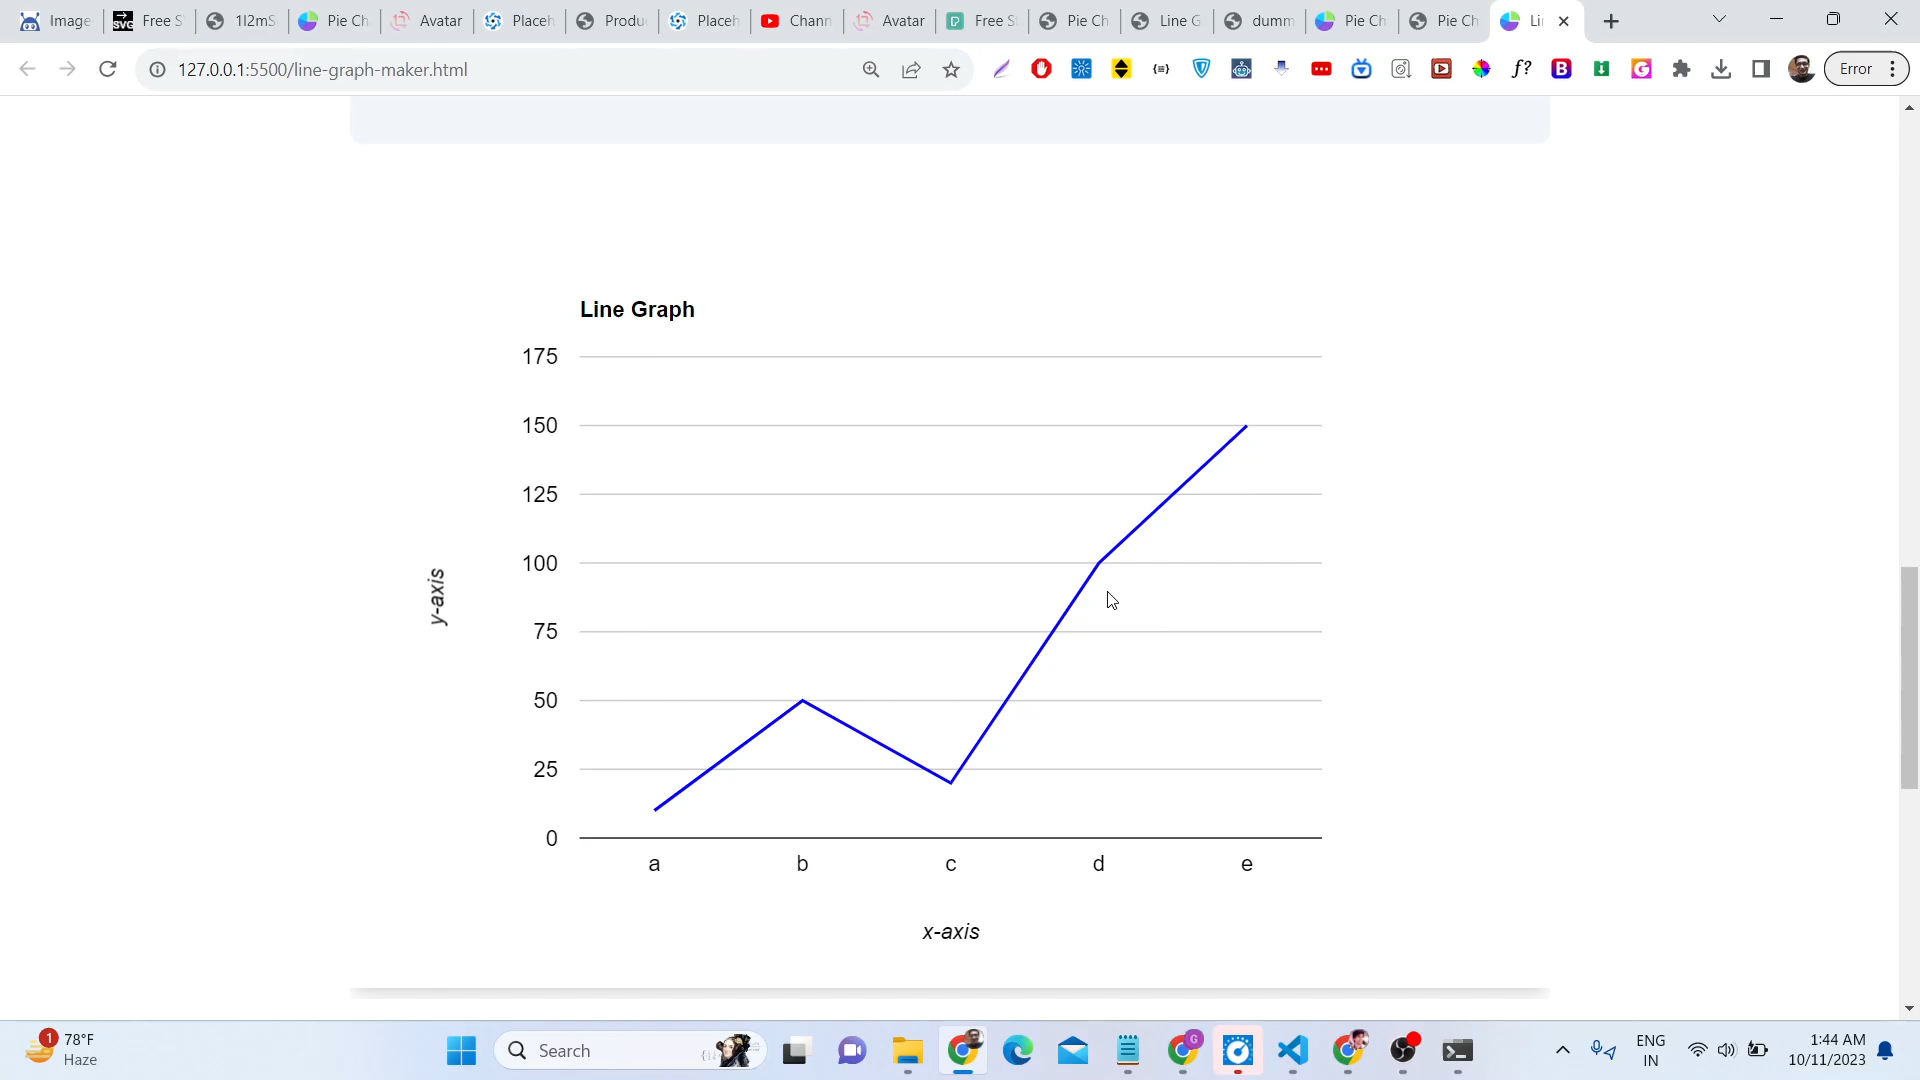 Image
Free S
1l2mS
Pie Ch
Avatar
Placeh
Produ
Placeh
Chann
Avatar
Free S
Pie Ch
Line G
dumm
Pie Ch
Pie Ch
Li
127.0.0.1:5500/line-graph-maker.html
Error
Line Graph
175
150
125
100
75
50
25
0
y-axis
a b c d e
x-axis
1
78°F
Haze
Search
ENG
IN
1:44 AM
10/11/2023